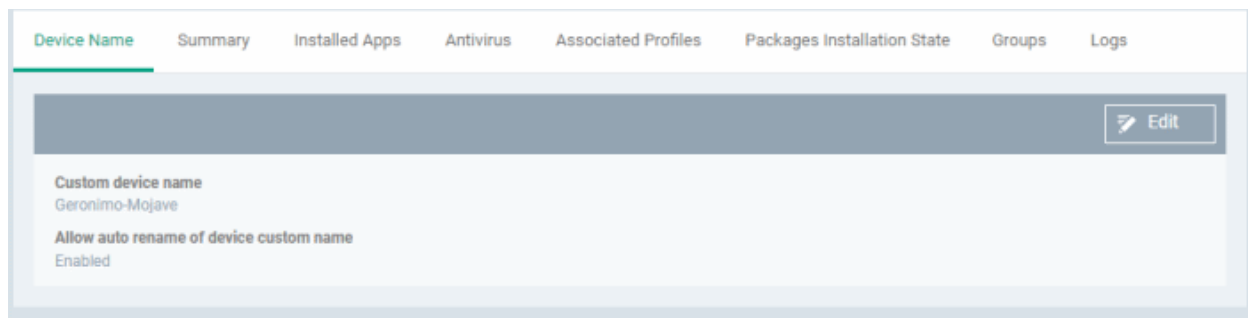 Device Name Summary Installed Apps Antivirus Associated Profiles Packages Installation State Groups Logs
Edit
Custom device name
Geronimo-Mojave
Allow auto rename of device custom name
Enabled